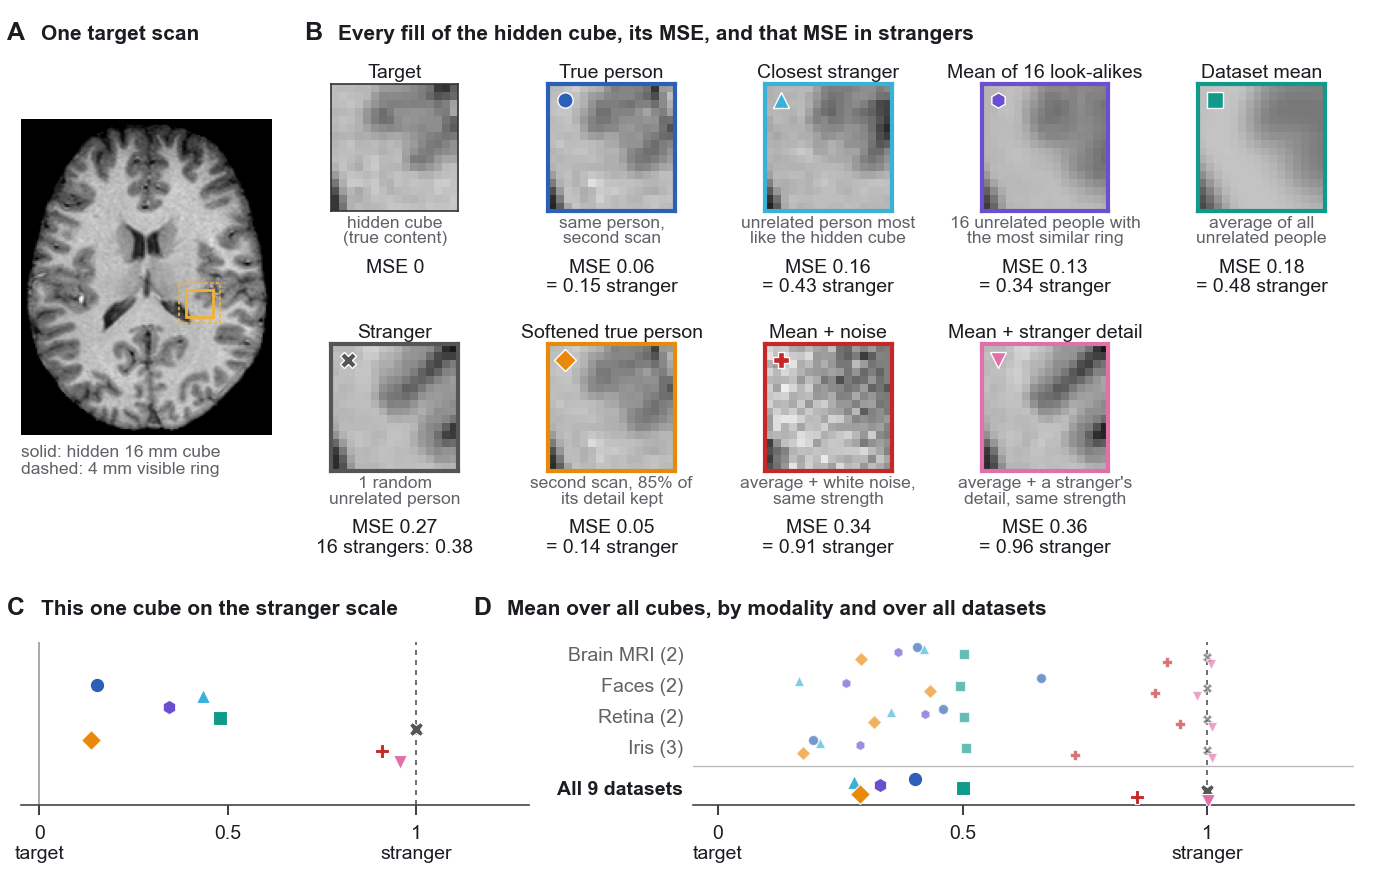 A One target scan
B Every fill of the hidden cube, its MSE, and that MSE in strangers
solid: hidden 16 mm cube
dashed: 4 mm visible ring
Target
hidden cube
(true content)
MSE 0
True person
same person,
second scan
MSE 0.06
= 0.15 stranger
Closest stranger
unrelated person most
like the hidden cube
MSE 0.16
= 0.43 stranger
Mean of 16 look-alikes
16 unrelated people with
the most similar ring
MSE 0.13
= 0.34 stranger
Dataset mean
average of all
unrelated people
MSE 0.18
= 0.48 stranger
Stranger
1 random
unrelated person
MSE 0.27
16 strangers: 0.38
Softened true person
second scan, 85% of
its detail kept
MSE 0.05
= 0.14 stranger
Mean + noise
average + white noise,
same strength
MSE 0.34
= 0.91 stranger
Mean + stranger detail
average + a stranger's
detail, same strength
MSE 0.36
= 0.96 stranger
C This one cube on the stranger scale
0
target
0.5
1
stranger
D Mean over all cubes, by modality and over all datasets
Brain MRI (2)
Faces (2)
Retina (2)
Iris (3)
All 9 datasets
0
target
0.5
1
stranger